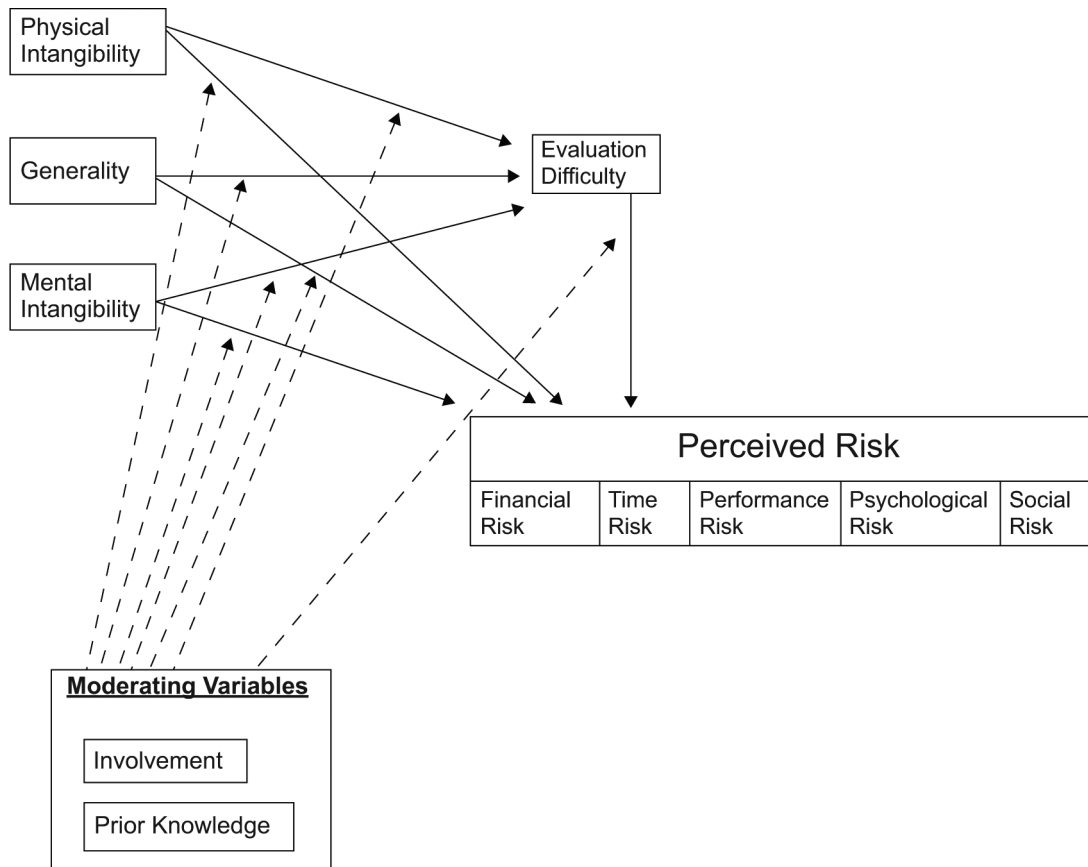 Physical
Intangibility
Generality
Mental
Intangibility
Evaluation
Difficulty
Perceived Risk
Financial
Risk
Time
Risk
Performance
Risk
Psychological
Risk
Social
Risk
Moderating Variables
Involvement
Prior Knowledge